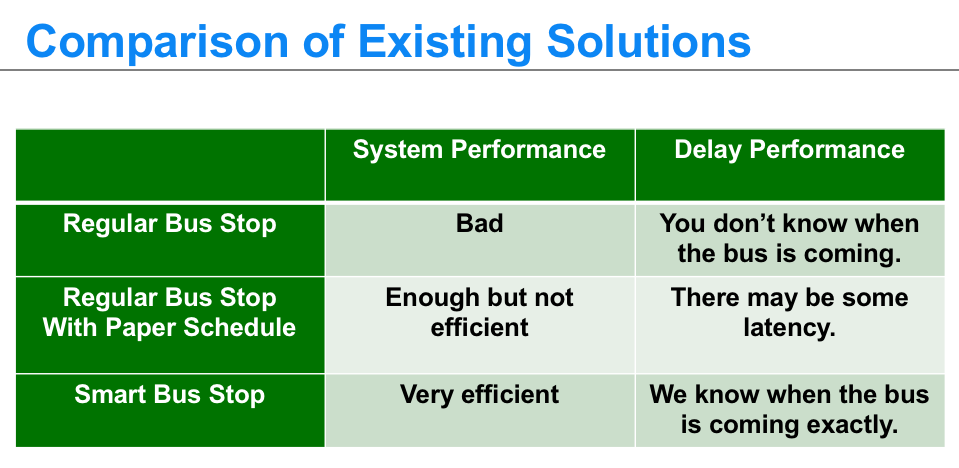 Comparison of Existing Solutions
System Performance
Delay Performance
Regular Bus Stop
Bad
You don’t know when
the bus is coming.
Regular Bus Stop
With Paper Schedule
Enough but not
efficient
There may be some
latency.
Smart Bus Stop
Very efficient
We know when the bus
is coming exactly.